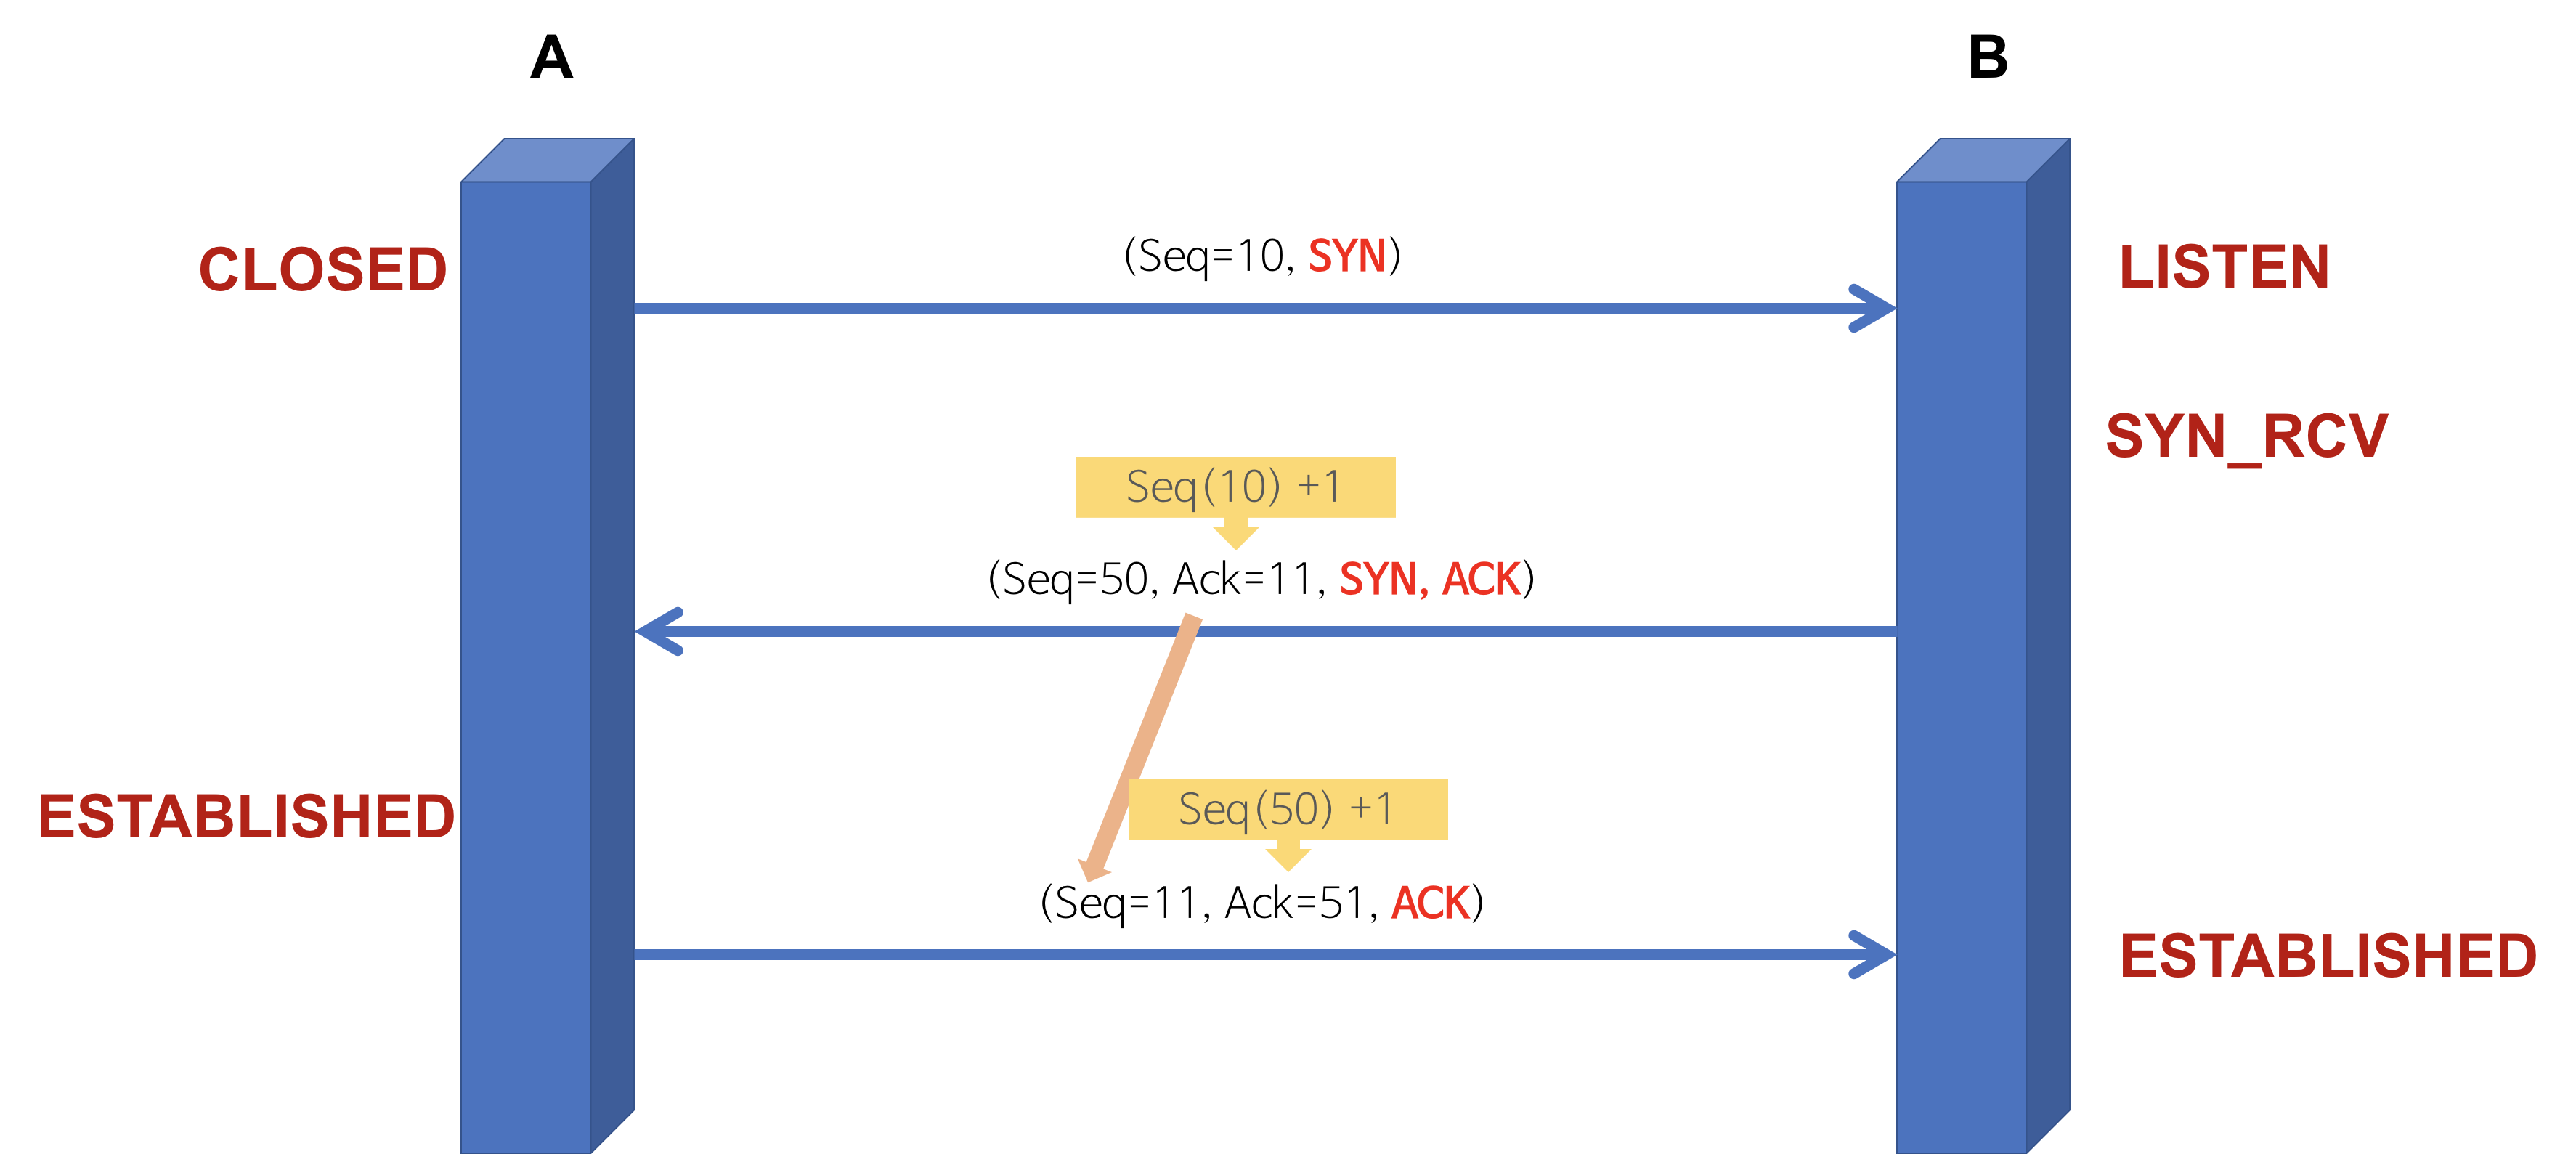 A
B
CLOSED
(Seq=10, SYN)
LISTEN
SYN_RCV
Seq(10) +1
(Seq=50, Ack=11, SYN, ACK)
ESTABLISHED
Seq(50) +1
(Seq=11, Ack=51, ACK)
ESTABLISHED